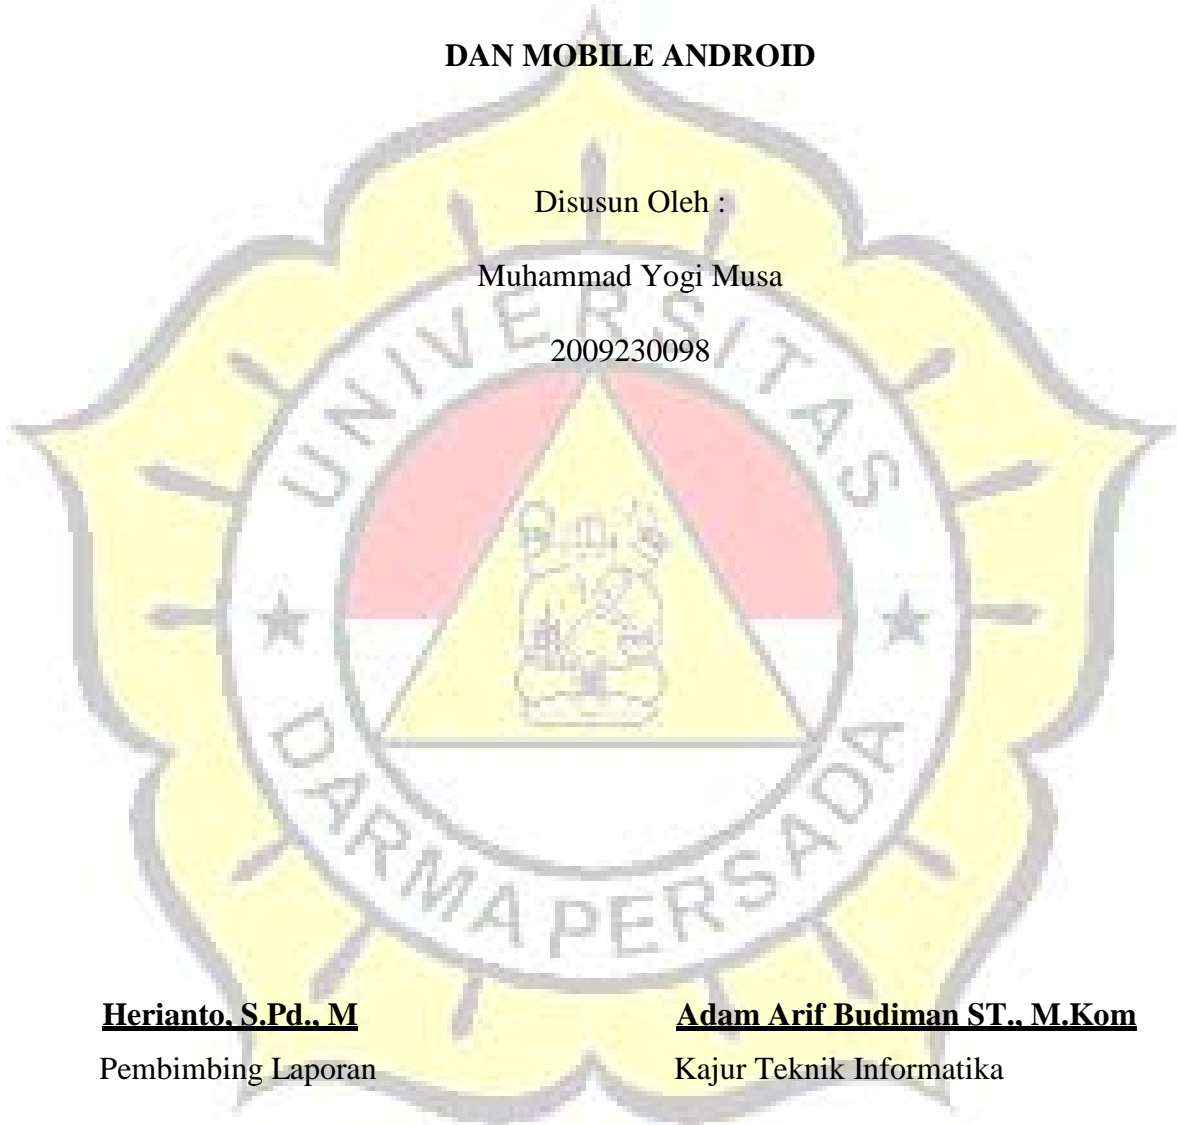 DAN MOBILE ANDROID
Disusun Oleh :
Muhammad Yogi Musa
2009230098
UNIVERSITAS
DARMA PERSADA
Herianto, S.Pd., M
Adam Arif Budiman ST., M.Kom
Pembimbing Laporan
Kajur Teknik Informatika